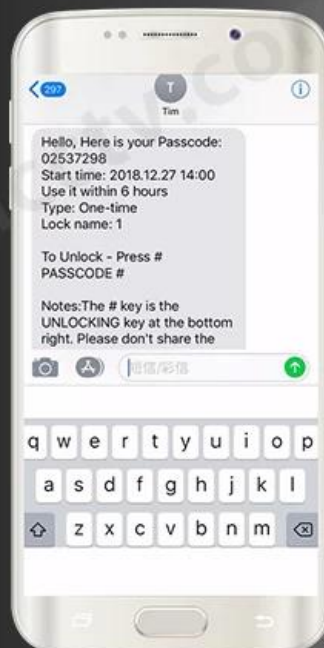 297
T
Tim
Hello, Here is your Passcode:
02537298
Start time: 2018.12.27 14:00
Use it within 6 hours
Type: One-time
Lock name: 1
To Unlock - Press #
PASSCODE #
Notes:The # key is the
UNLOCKING key at the bottom
right. Please don't share the
短信/彩信
q w e r t y u i o p
a s d f g h j k l
z x c v b n m